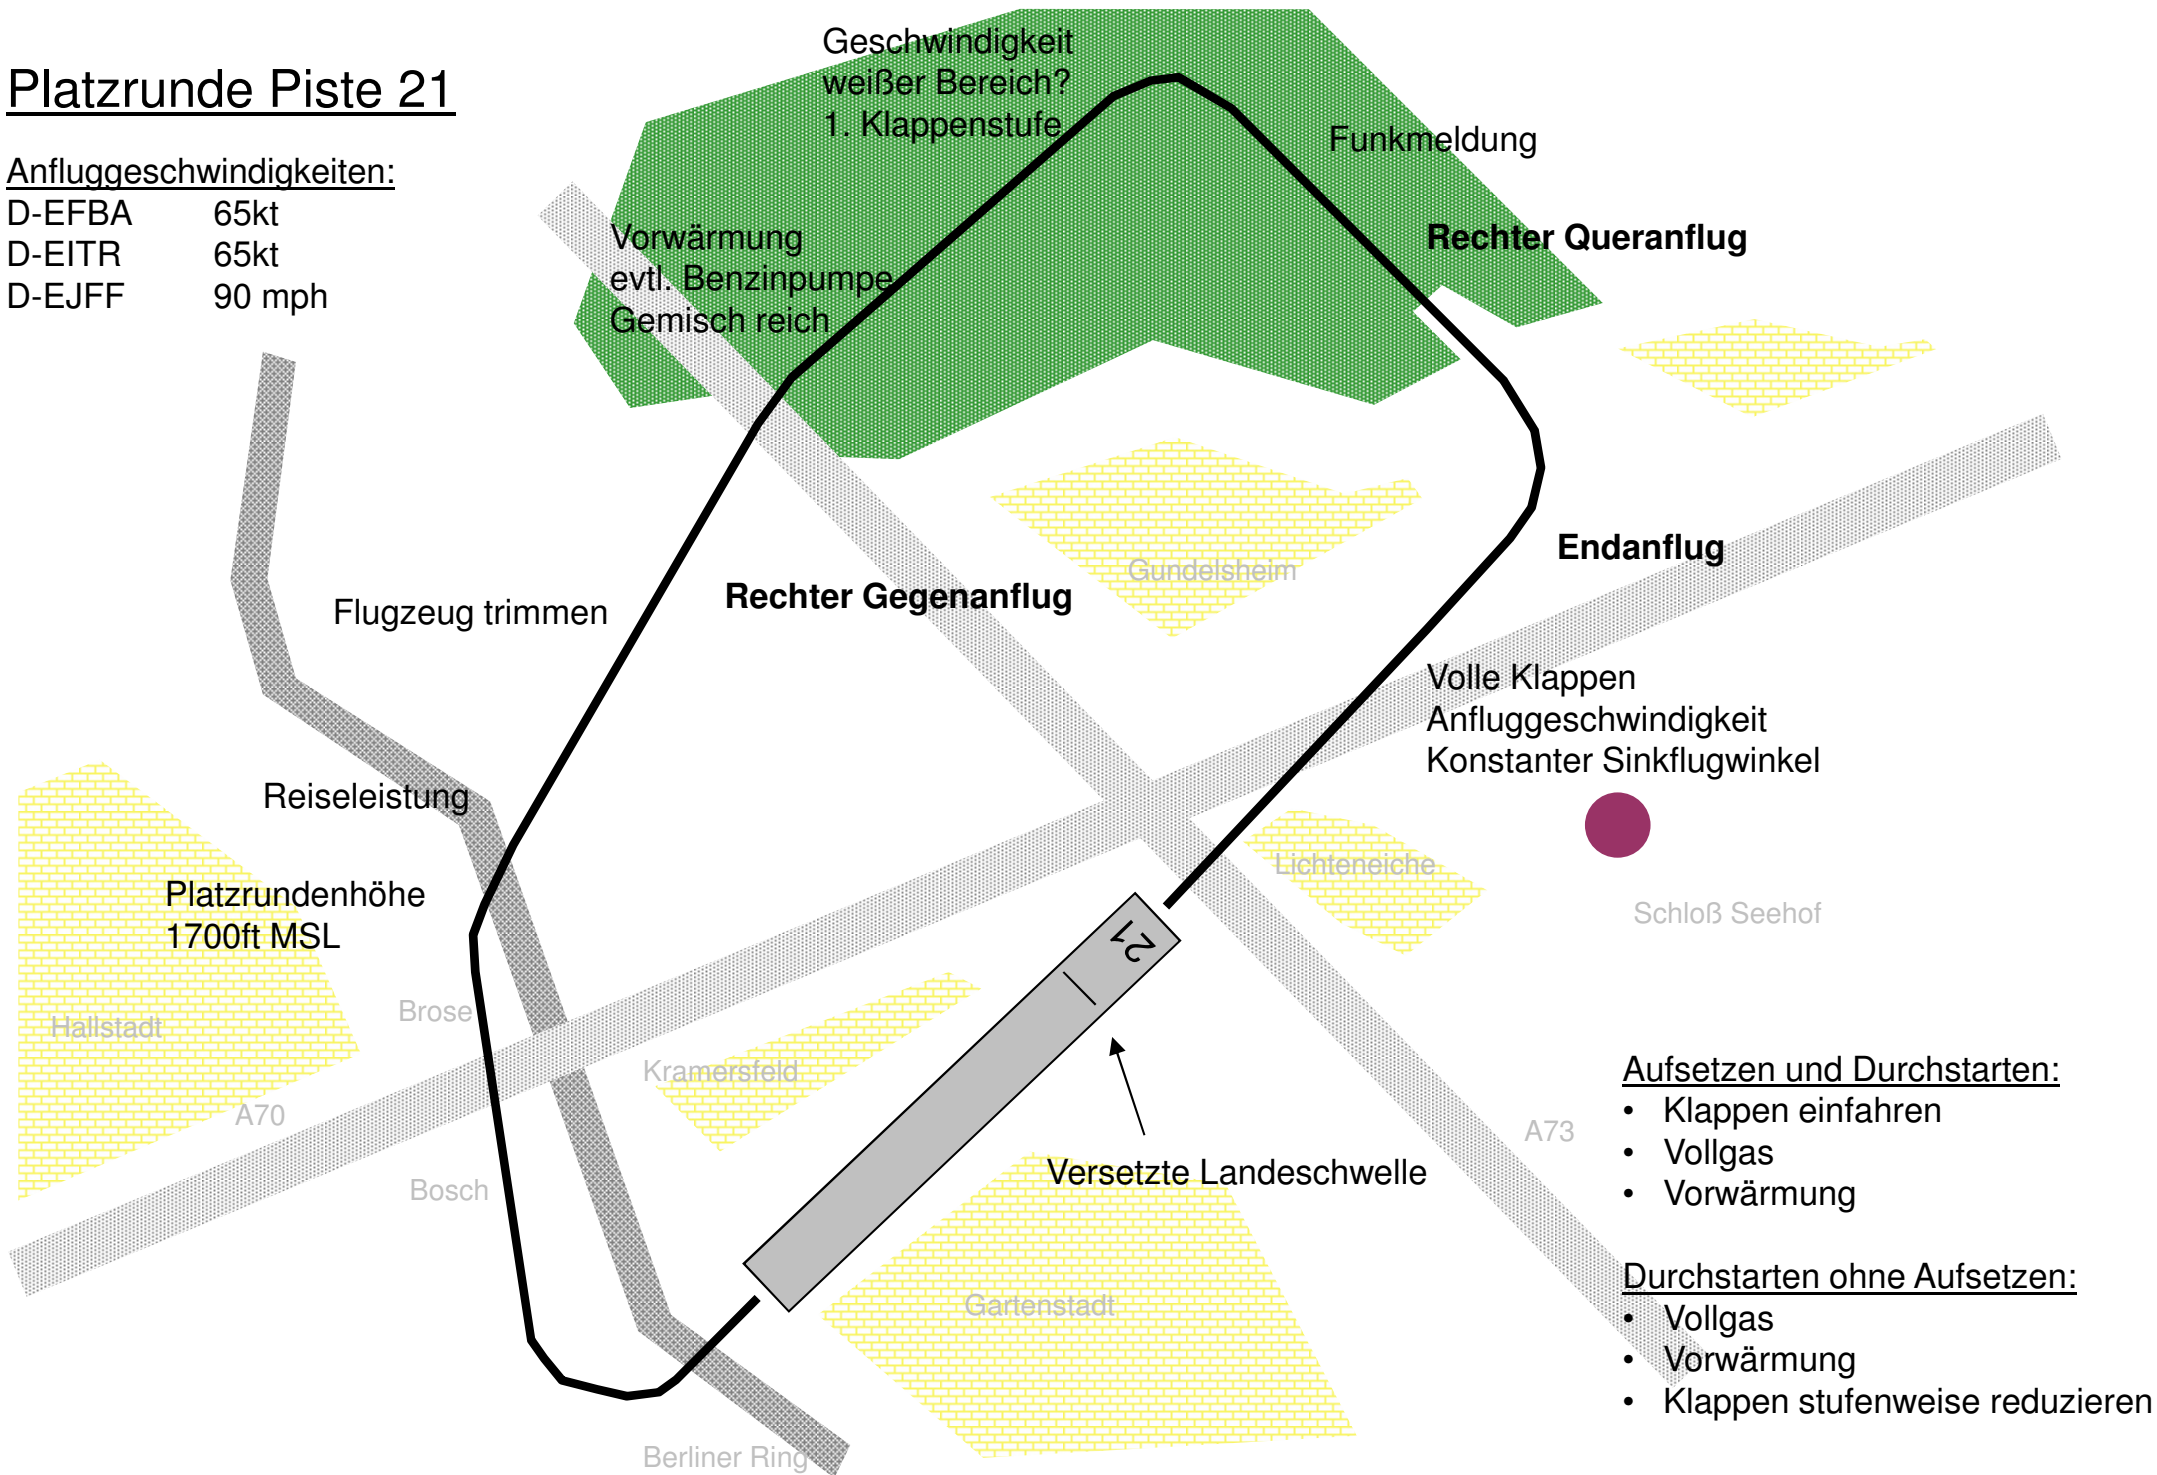 Platzrunde Piste 21
Anfluggeschwindigkeiten:
D-EFBA 65kt
D-EITR 65kt
D-EJFF 90 mph
Geschwindigkeit
weißer Bereich?
1. Klappenstufe
Funkmeldung
Rechter Queranflug
Vorwärmung
evtl. Benzinpumpe
Gemisch reich
Endanflug
Gundelsheim
Rechter Gegenanflug
Flugzeug trimmen
Volle Klappen
Anfluggeschwindigkeit
Konstanter Sinkflugwinkel
Reiseleistung
Lichteneiche
Schloß Seehof
Platzrundenhöhe
1700ft MSL
21
Brose
Hallstadt
Kramersfeld
A70
A73
Bosch
Versetzte Landeschwelle
Gartenstadt
Berliner Ring
Aufsetzen und Durchstarten:
• Klappen einfahren
• Vollgas
• Vorwärmung
Durchstarten ohne Aufsetzen:
• Vollgas
• Vorwärmung
• Klappen stufenweise reduzieren